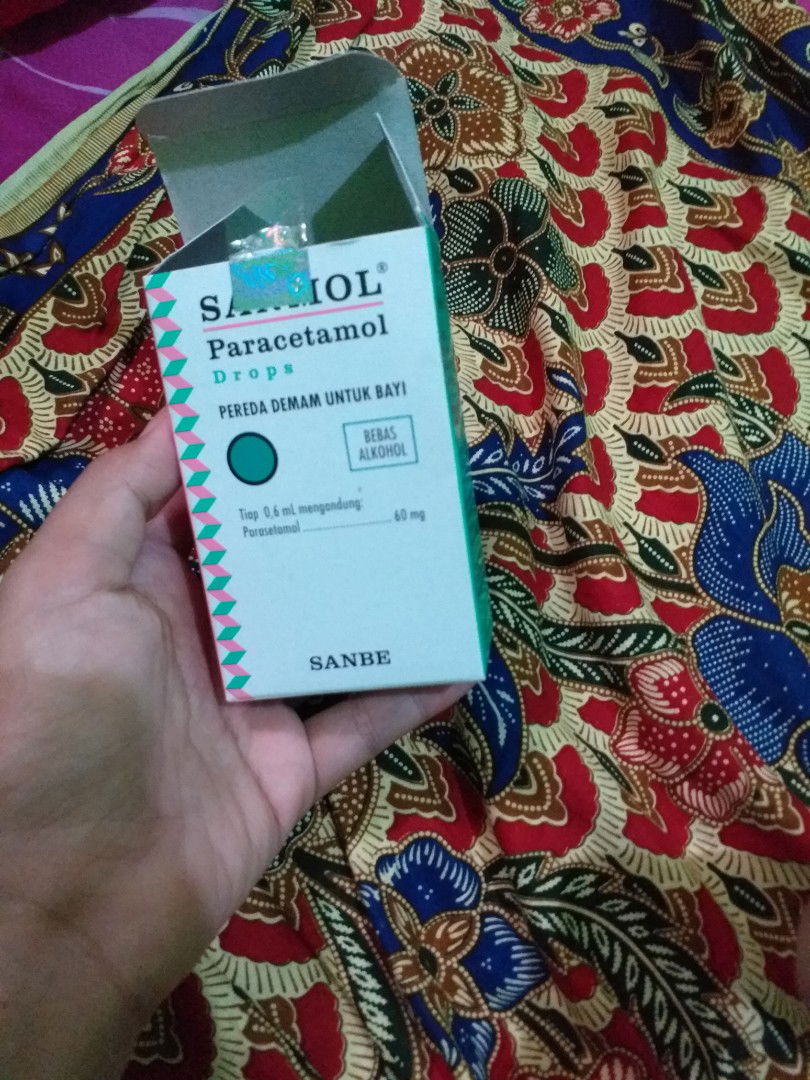 Paracetamol
Drops
PEREDA DEMAM UNTUK BAYI
BEBAS
ALKOHOL
Tiap 0,6 mL mengandung:
Parasetamol 60 mg
SANBE